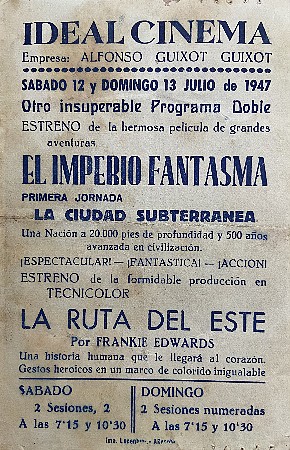 IDEAL CINEMA
Empresa: ALFONSO GUIXOT GUIXOT
SABADO 12 y DOMINGO 13 JULIO de 1947
Otro insuperable Programa Doble
ESTRENO de la hermosa pelicula de grandes
aventuras.
EL IMPERIO FANTASMA
PRIMERA JORNADA
LA CIUDAD SUBTERRANEA
Una Nación a 20.000 pies de profundidad y 500 años
avanzada en civilización.
¡ESPECTACULAR!— ¡FANTASTICA!— ¡ACCION!
ESTRENO de la formidable producción en
TECNICOLOR
LA RUTA DEL ESTE
Por FRANKIE EDWARDS
Una historia humana que le llegará al corazón.
Gestos heroicos en un marco de colorido inigualable
SABADO
2 Sesiones, 2
A las 7'15 y 10'30
DOMINGO
2 Sesiones numeradas
A las 7'15 y 10'30
Imp.